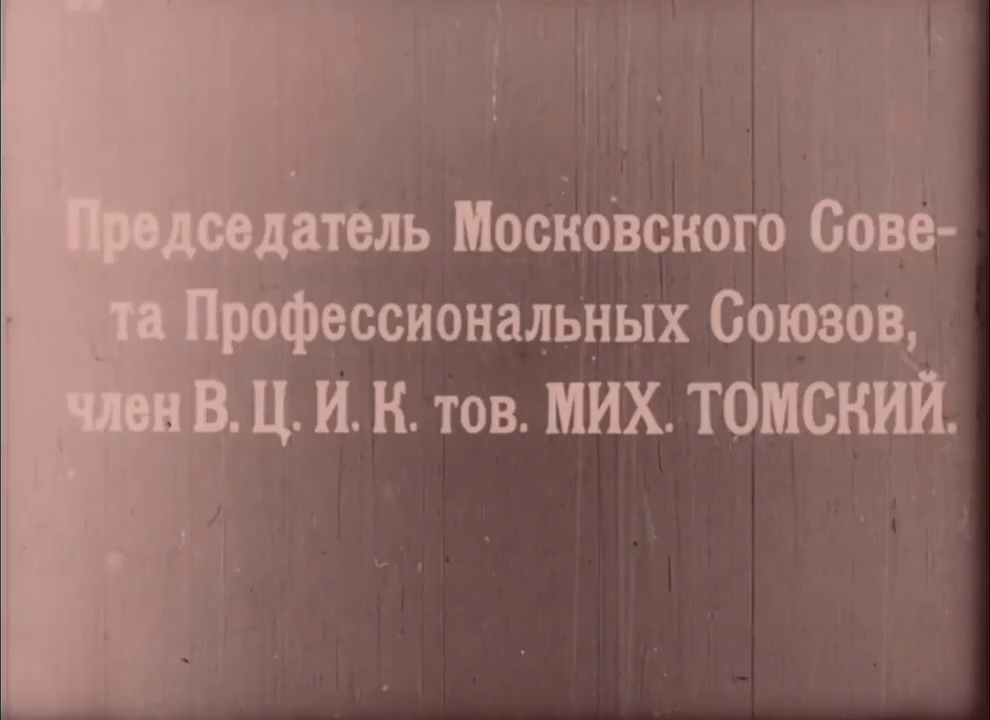 Председатель Московского Сове-
та Профессиональных Союзов,
член В. Ц. И. К. тов. МИХ. ТОМСКИЙ.